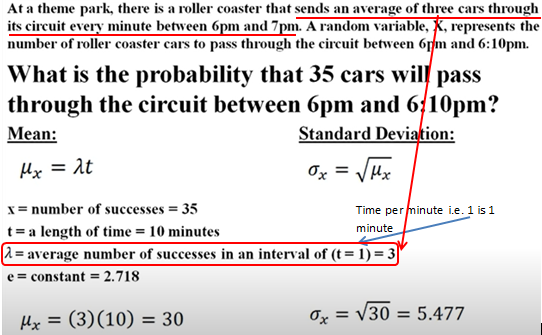 At a theme park, there is a roller coaster that sends an average of three cars through
its circuit every minute between 6pm and 7pm. A random variable, X, represents the
number of roller coaster cars to pass through the circuit between 6pm and 6:10pm.
What is the probability that 35 cars will pass
through the circuit between 6pm and 6:10pm?
Mean: Standard Deviation:
μₓ = λt σₓ = √μₓ
x = number of successes = 35
t = a length of time = 10 minutes
Time per minute i.e. 1 is 1
minute
λ = average number of successes in an interval of (t = 1) = 3
e = constant = 2.718
μₓ = (3)(10) = 30 σₓ = √30 = 5.477